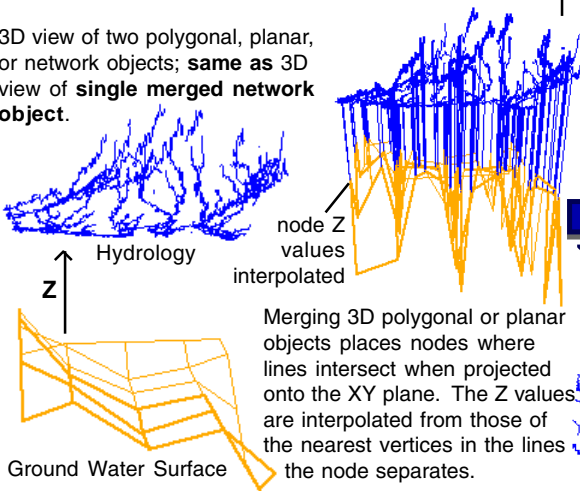 3D view of two polygonal, planar,
or network objects; same as 3D
view of single merged network
object.
Hydrology
node Z
values
interpolated
Z
Merging 3D polygonal or planar
objects places nodes where
lines intersect when projected
onto the XY plane. The Z values
are interpolated from those of
the nearest vertices in the lines
the node separates.
Ground Water Surface